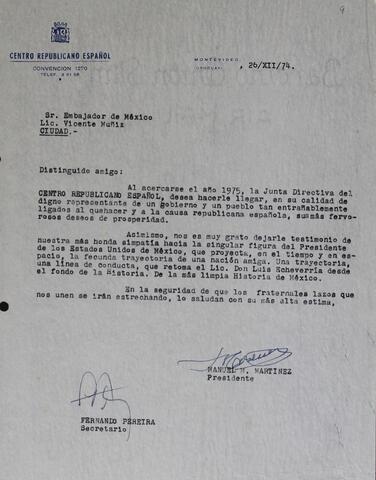 9
CENTRO REPUBLICANO ESPAÑOL
CONVENCION 1250
TELEF.
MONTEVIDEO
URUGUAY
26/XII/74.
Sr. Embajador de México
Lic. Vicente Muñiz
CIUDAD.-
Distinguido amigo:
Al acercarse el año 1975, la Junta Directiva del
CENTRO REPUBLICANO ESPAÑOL, desea hacerle llegar, en su calidad de
digno representante de un gobierno y un pueblo tan entrañablemente
ligados al quehacer y a la causa republicana española, susmás fervo-
rosos deseos de prosperidad.
Asimismo, nos es muy grato dejarle testimonio de
nuestra más honda simpatía hacia la singular figura del Presidente
de los Estados Unidos de México, que proyecta, en el tiempo y en es-
pacio, la fecunda trayectoria de una nación amiga. Una trayectoria,
una línea de conducta, que retoma el Lic. Don Luis Echeverría desde
el fondo de la Historia. De la más limpia Historia de México.
En la seguridad de que los fraternales lazos que
nos unen se irán estrechando, lo saludan con su más alta estima,
MANUEL M. MARTINEZ
Presidente
FERNANDO PEREIRA
Secretario